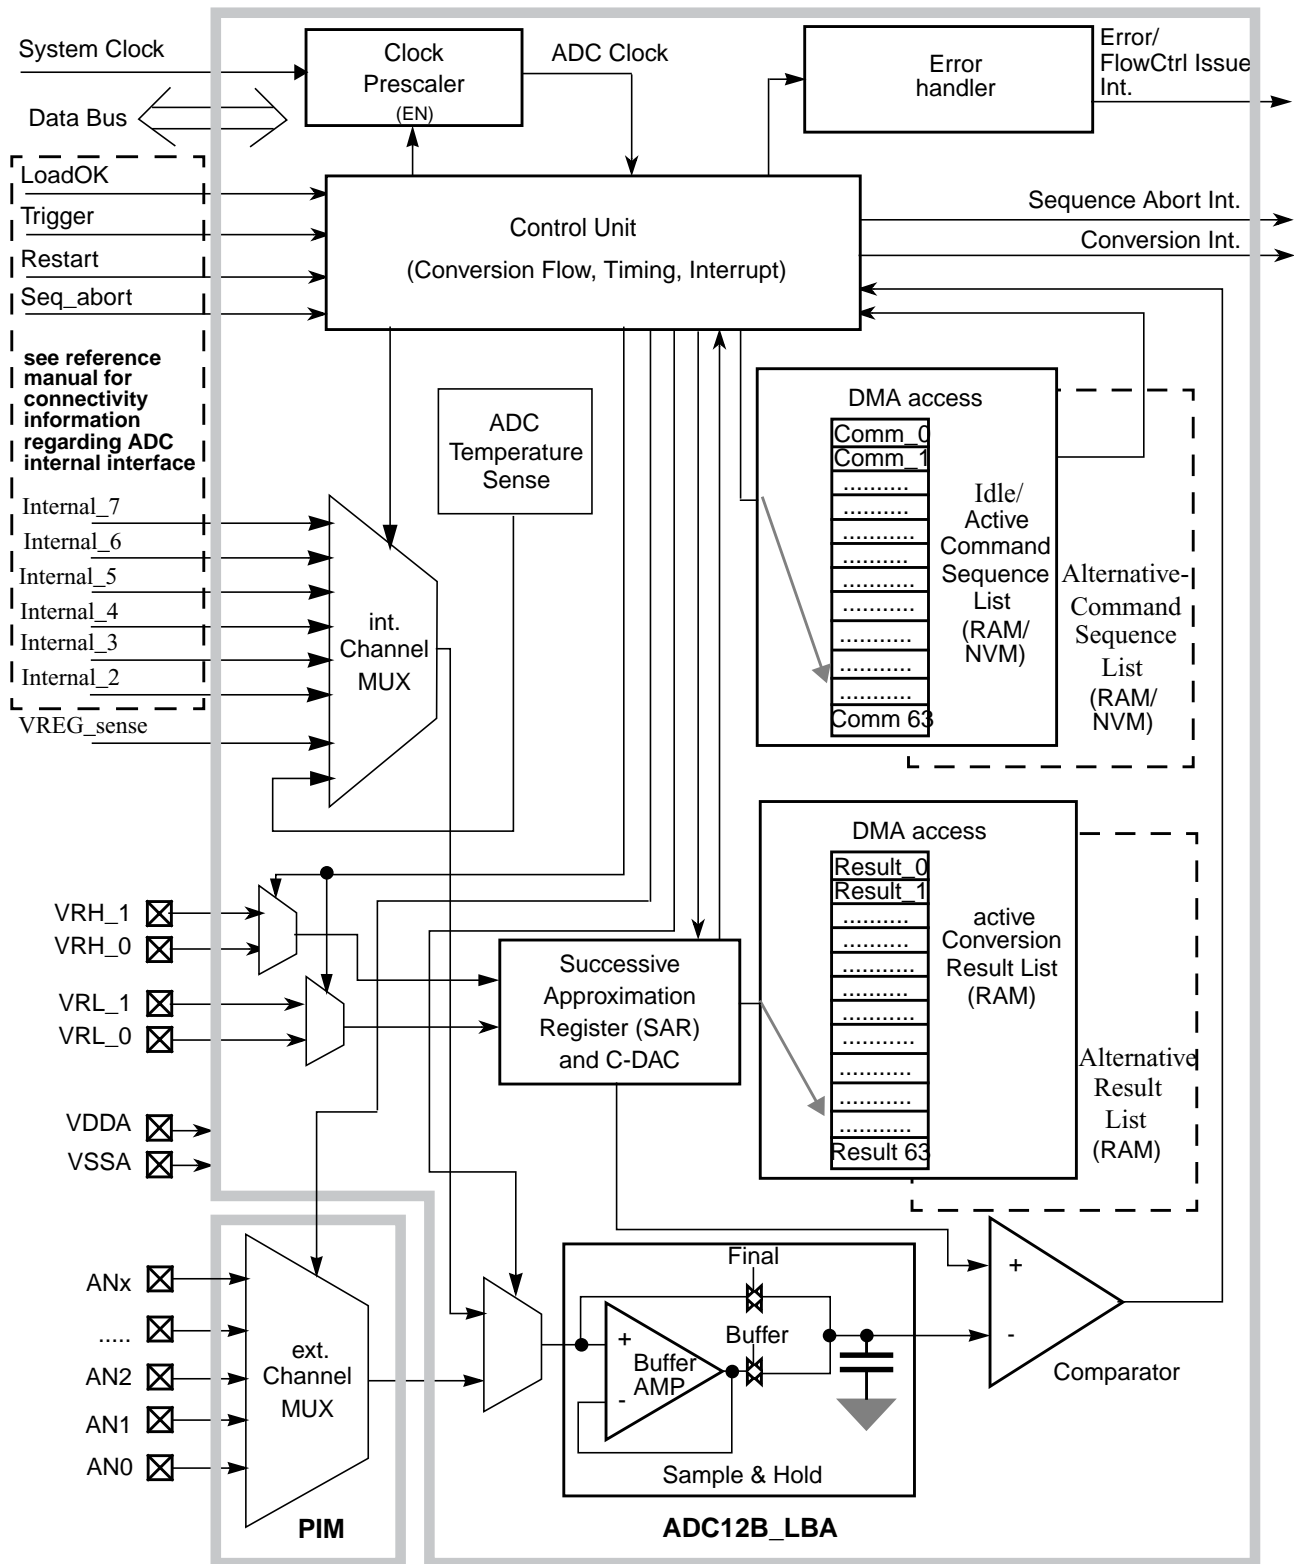 System Clock
Data Bus
Clock
Prescaler
(EN)
ADC Clock
Error
handler
Error/
FlowCtrl Issue
Int.
LoadOK
Trigger
Restart
Seq_abort
Control Unit
(Conversion Flow, Timing, Interrupt)
Sequence Abort Int.
Conversion Int.
see reference
manual for
connectivity
information
regarding ADC
internal interface
Internal_7
Internal_6
Internal_5
Internal_4
Internal_3
Internal_2
VREG_sense
ADC
Temperature
Sense
int.
Channel
MUX
DMA access
Comm_0
Comm_1
..........
..........
...........
..........
...........
...........
...........
...........
...........
Comm 63
Idle/
Active
Command
Sequence
List
(RAM/
NVM)
Alternative-
Command
Sequence
List
(RAM/
NVM)
VRH_1
VRH_0
VRL_1
VRL_0
VDDA
VSSA
Successive
Approximation
Register (SAR)
and C-DAC
DMA access
Result_0
Result_1
..........
..........
...........
..........
...........
...........
...........
...........
...........
Result 63
active
Conversion
Result List
(RAM)
Alternative
Result
List
(RAM)
ANx
.....
AN2
AN1
AN0
ext.
Channel
MUX
PIM
Final
Buffer
+
Buffer
AMP
-
Sample & Hold
+
-
Comparator
ADC12B_LBA